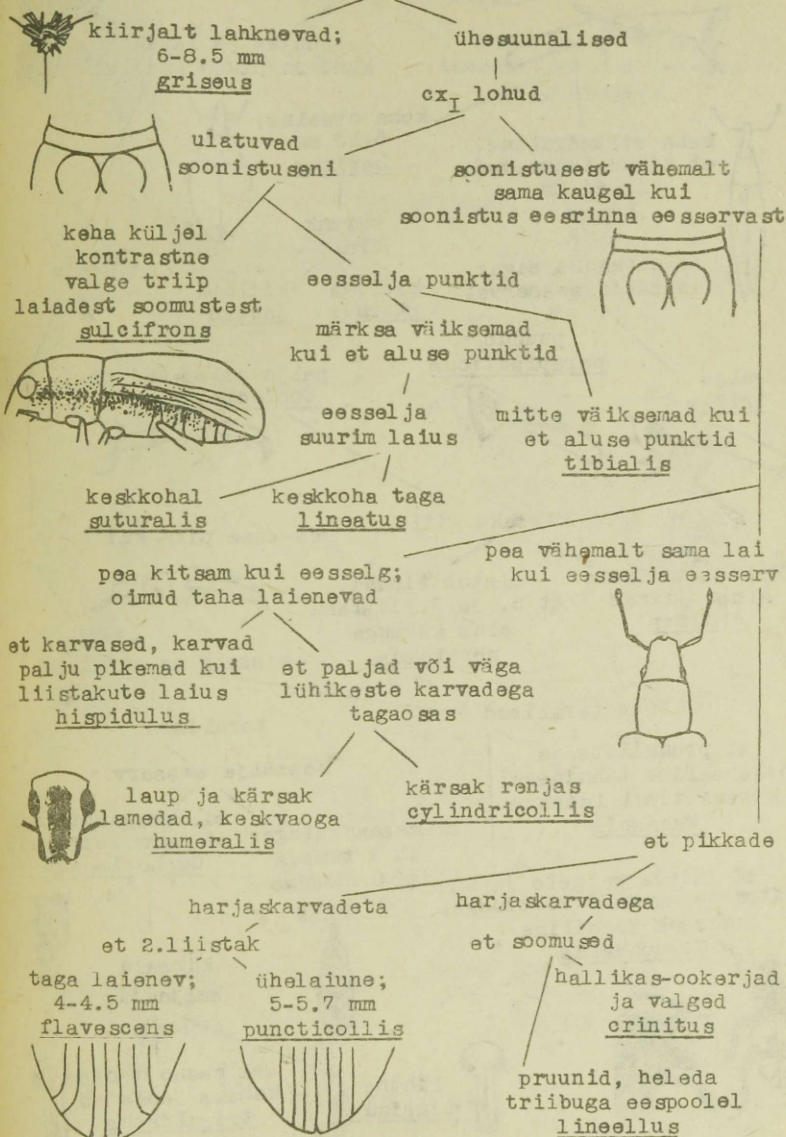 kiirjalt lahknevad;
6-8.5 mm
griseus
ühesuunalised
cxI lohud
ulatuvad
soonistuseni
soonistusest vähemalt
sama kaugel kui
soonistus eesrinna eesservast
keha küljel
kontrastne
valge triip
laiadest soomustest
sulcifrons
eesselja punktid
märksa väiksemad
kui et aluse punktid
eesselja
suurim laius
mitte väiksemad kui
et aluse punktid
tibialis
keskkohal
suturalis
keskkoha taga
lineatus
pea kitsam kui eesselg;
oimud taha laienevad
pea vähemalt sama lai
kui eesselja eesserv
et karvased, karvad
palju pikemad kui
liistakute laius
hispidulus
et paljad või väga
lühikeste karvadega
tagaosas
laup ja kärsak
lamedad, keskvaoga
humeralis
kärsak renjas
cylindricollis
et pikkade
harjaskarvadeta
harjaskarvadega
et 2.liistak
et soomused
taga laienev;
4-4.5 mm
flavescens
ühelaiune;
5-5.7 mm
puncticollis
hallikas-ookerjad
ja valged
crinitus
pruunid, heleda
triibuga eespoolel
lineellus